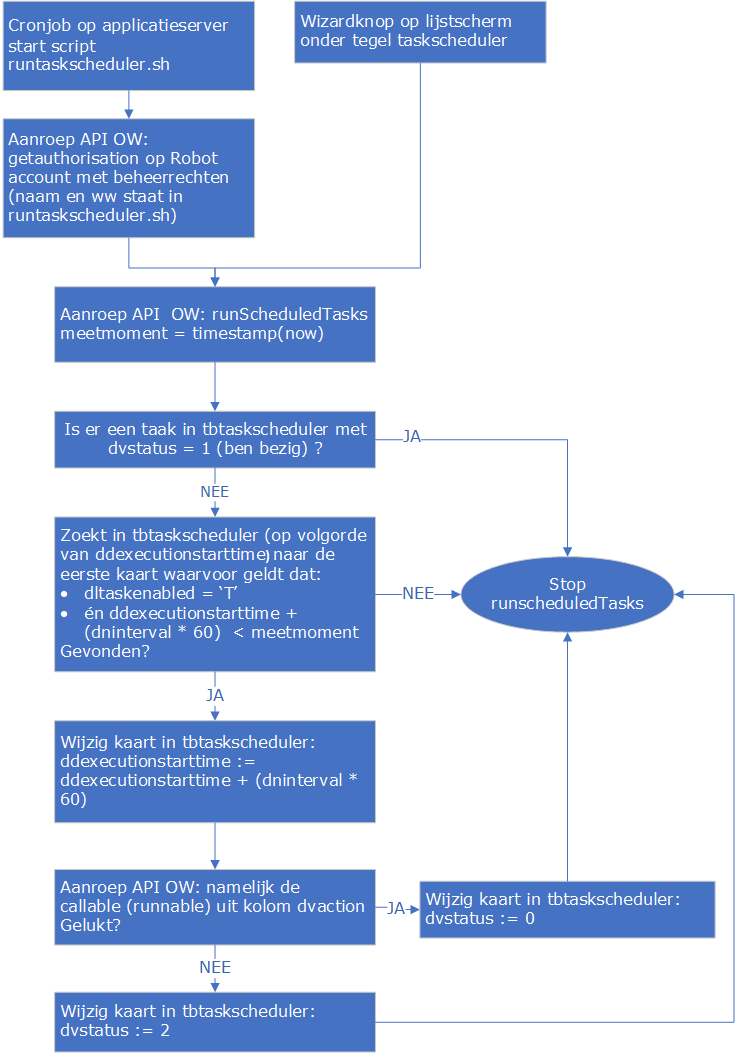 Cronjob op applicatieserver
start script
runtaskscheduler.sh
Wizardknop op lijstscherm
onder tegel taskscheduler
Aanroep API OW:
getauthorisation op Robot
account met beheerrechten
(naam en ww staat in
runtaskscheduler.sh)
Aanroep API  OW: runScheduledTasks
meetmoment = timestamp(now)
Is er een taak in tbtaskscheduler met
dvstatus = 1 (ben bezig) ?
JA
NEE
Zoekt in tbtaskscheduler (op volgorde
van ddexecutionstarttime) naar de
eerste kaart waarvoor geldt dat:
• dltaskenabled = ‘T’
• én ddexecutionstarttime +
(dninterval * 60)  < meetmoment
Gevonden?
NEE
Stop
runscheduledTasks
JA
Wijzig kaart in tbtaskscheduler:
ddexecutionstarttime :=
ddexecutionstarttime + (dninterval *
60)
Aanroep API OW: namelijk de
callable (runnable) uit kolom dvaction
Gelukt?
JA
Wijzig kaart in tbtaskscheduler:
dvstatus := 0
NEE
Wijzig kaart in tbtaskscheduler:
dvstatus := 2